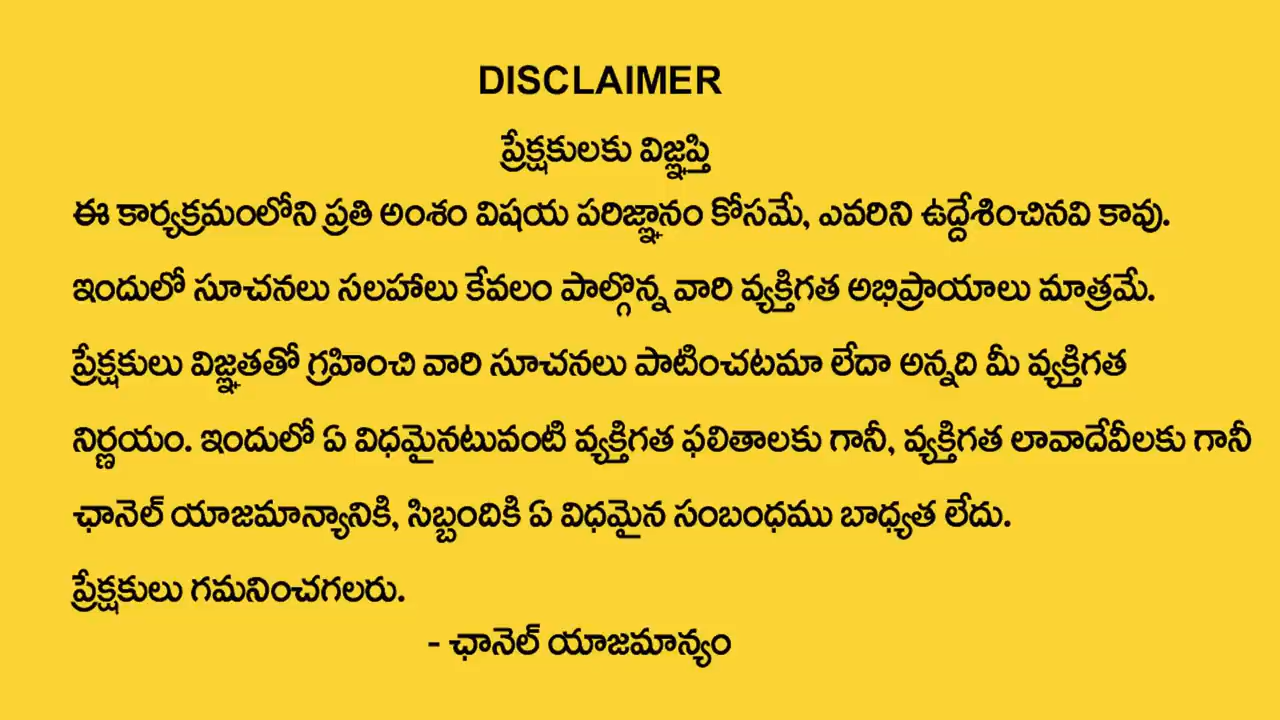 DISCLAIMER
ప్రేక్షకులకు విజ్ఞప్తి
ఈ కార్యక్రమంలోని ప్రతి అంశం విషయ పరిజ్ఞానం కోసమే, ఎవరిని ఉద్దేశించినవి కావు.
ఇందులో సూచనలు సలహాలు కేవలం పాల్గొన్న వారి వ్యక్తిగత అభిప్రాయాలు మాత్రమే.
ప్రేక్షకులు విజ్ఞతతో గ్రహించి వారి సూచనలు పాటించటమా లేదా అన్నది మీ వ్యక్తిగత
నిర్ణయం. ఇందులో ఏ విధమైనటువంటి వ్యక్తిగత ఫలితాలకు గానీ, వ్యక్తిగత లావాదేవీలకు గానీ
ఛానెల్ యాజమాన్యానికి, సిబ్బందికి ఏ విధమైన సంబంధము బాధ్యత లేదు.
ప్రేక్షకులు గమనించగలరు.
- ఛానెల్ యాజమాన్యం